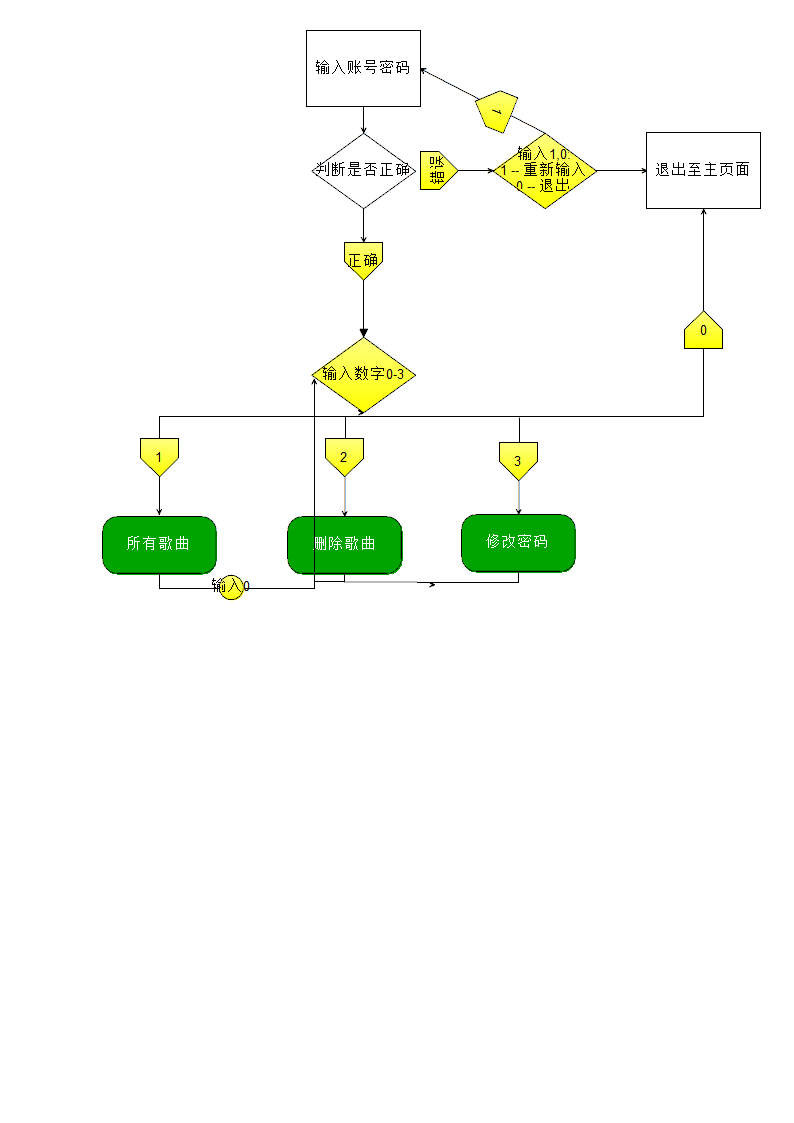 输入账号密码
1
判断是否正确
错误
输入1,0:
1 -- 重新输入
0 -- 退出
退出至主页面
正确
0
输入数字0-3
1
2
3
所有歌曲
删除歌曲
修改密码
输入0